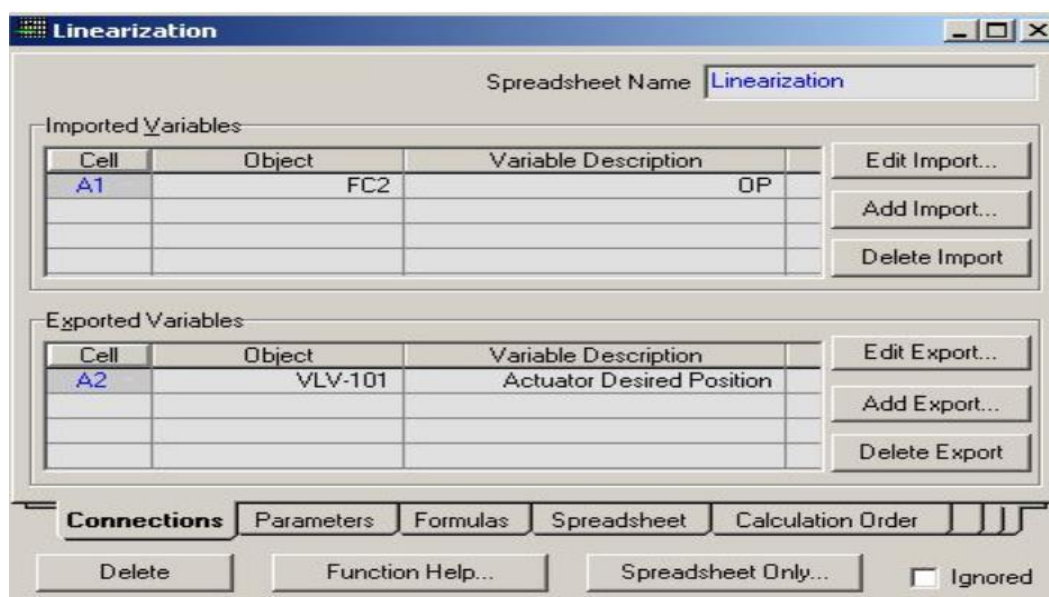 Linearization
Spreadsheet Name Linearization
Imported Variables
Cell Object Variable Description
A1 FC2 OP
Edit Import...
Add Import...
Delete Import
Exported Variables
Cell Object Variable Description
A2 VLV-101 Actuator Desired Position
Edit Export...
Add Export...
Delete Export
Connections Parameters Formulas Spreadsheet Calculation Order
Delete Function Help... Spreadsheet Only... Ignored